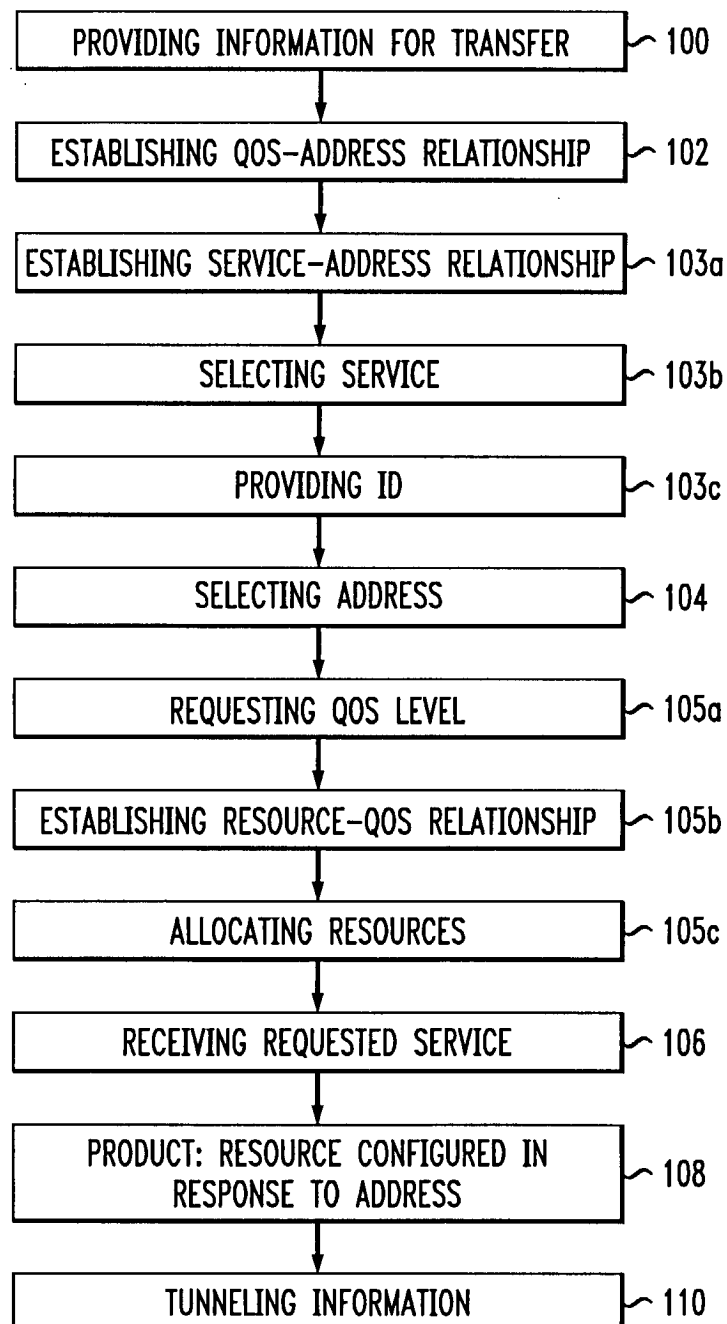 PROVIDING INFORMATION FOR TRANSFER 100
ESTABLISHING QOS-ADDRESS RELATIONSHIP 102
ESTABLISHING SERVICE-ADDRESS RELATIONSHIP 103a
SELECTING SERVICE 103b
PROVIDING ID 103c
SELECTING ADDRESS 104
REQUESTING QOS LEVEL 105a
ESTABLISHING RESOURCE-QOS RELATIONSHIP 105b
ALLOCATING RESOURCES 105c
RECEIVING REQUESTED SERVICE 106
PRODUCT: RESOURCE CONFIGURED IN
RESPONSE TO ADDRESS 108
TUNNELING INFORMATION 110